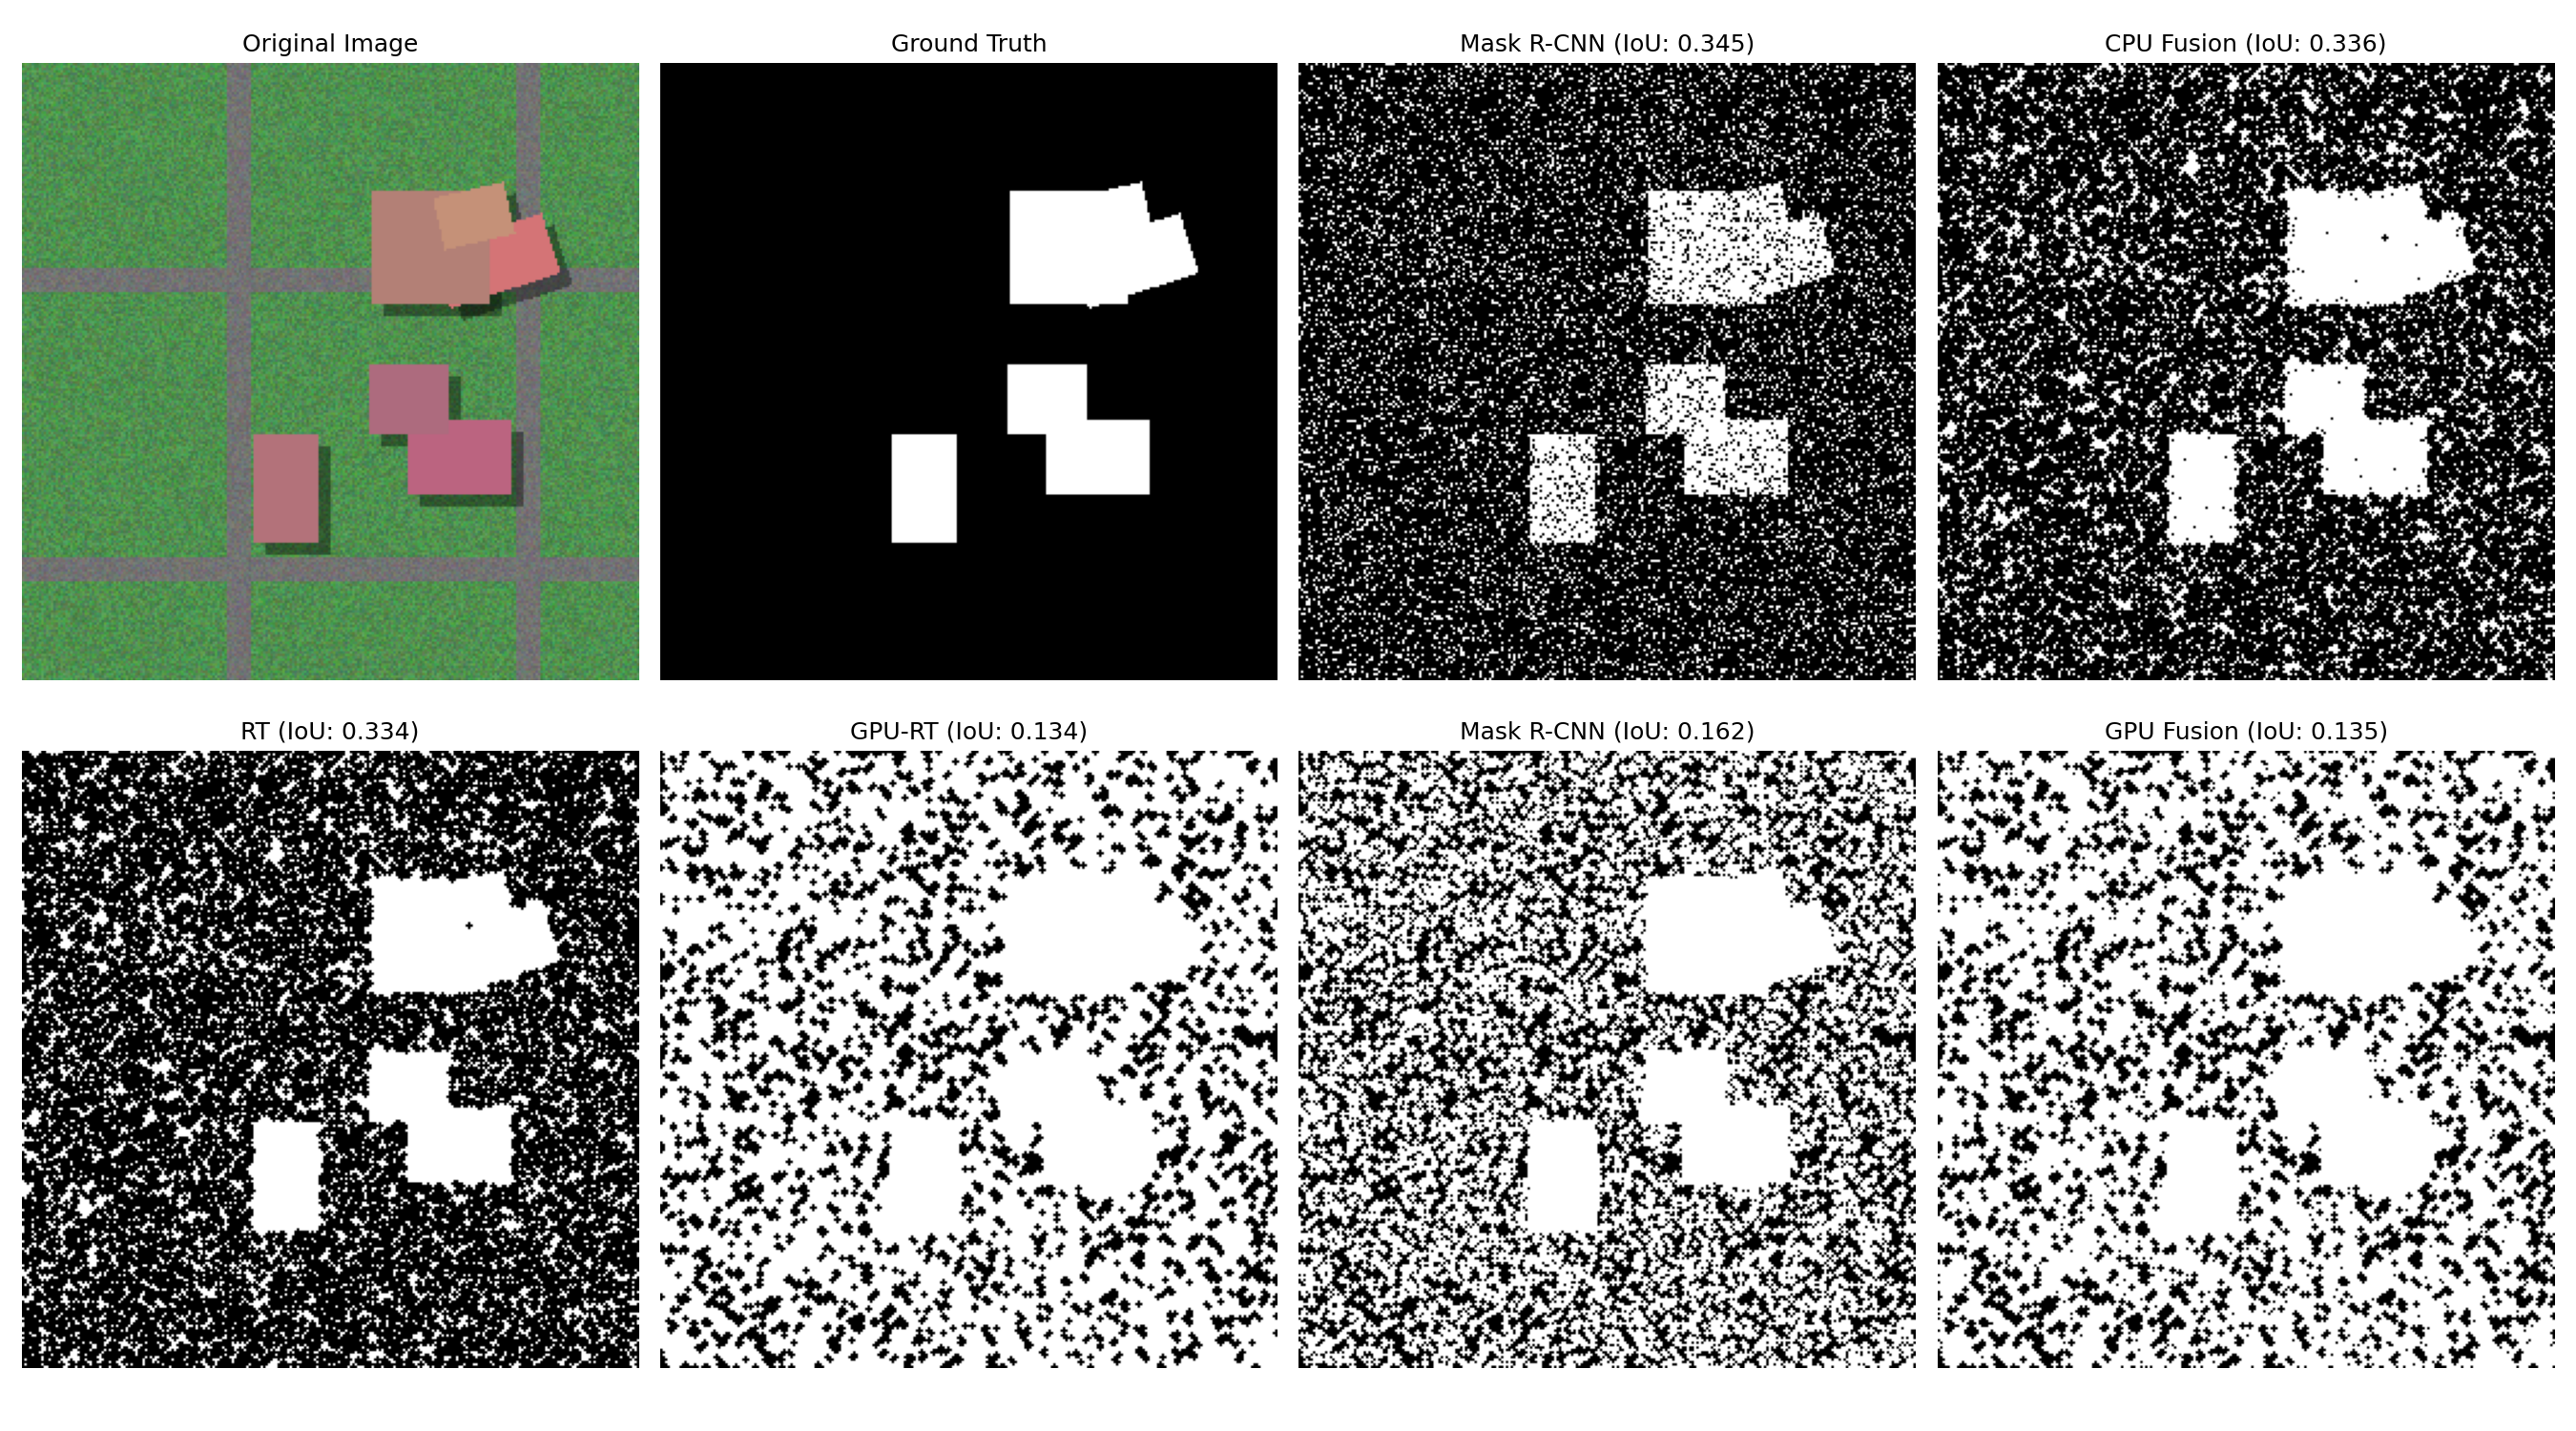 Original Image
Ground Truth
Mask R-CNN (IoU: 0.345)
CPU Fusion (IoU: 0.336)
RT (IoU: 0.334)
GPU-RT (IoU: 0.134)
Mask R-CNN (IoU: 0.162)
GPU Fusion (IoU: 0.135)